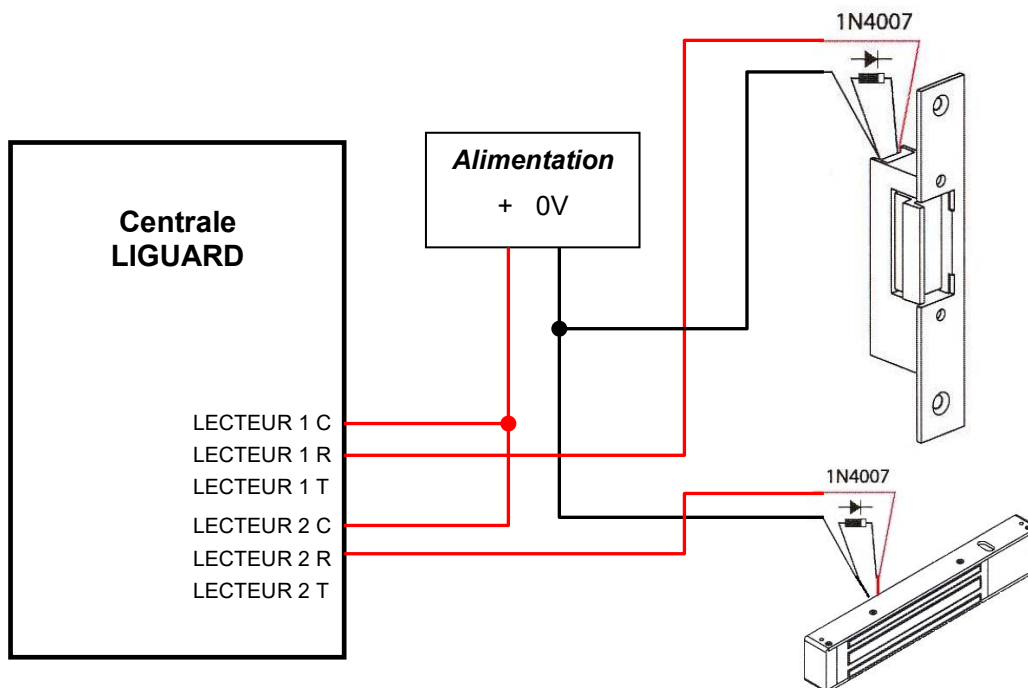 1N4007
Alimentation
+ 0V
Centrale
LIGUARD
LECTEUR 1 C
LECTEUR 1 R
LECTEUR 1 T
LECTEUR 2 C
LECTEUR 2 R
LECTEUR 2 T
1N4007